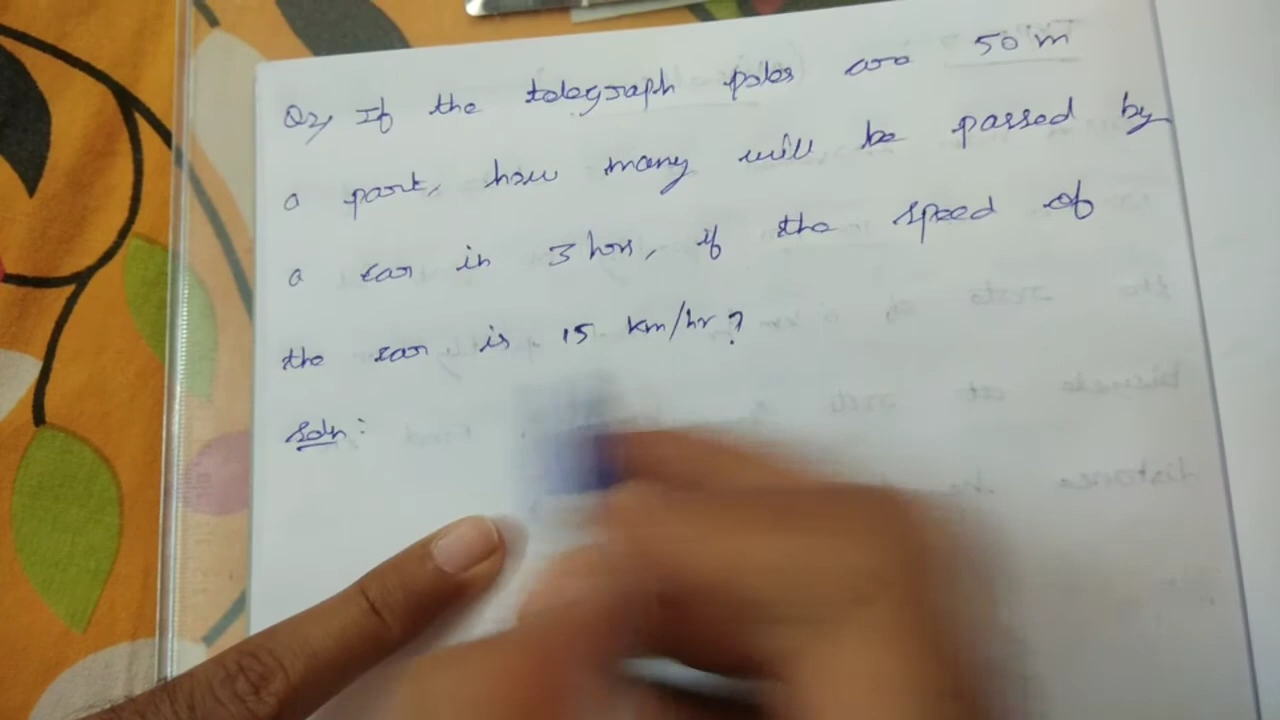 Q2, If the telegraph poles are 50 m
a part, how many will be passed by
a car in 3 hrs, if the speed of
the car is 15 km/hr?
Soln: